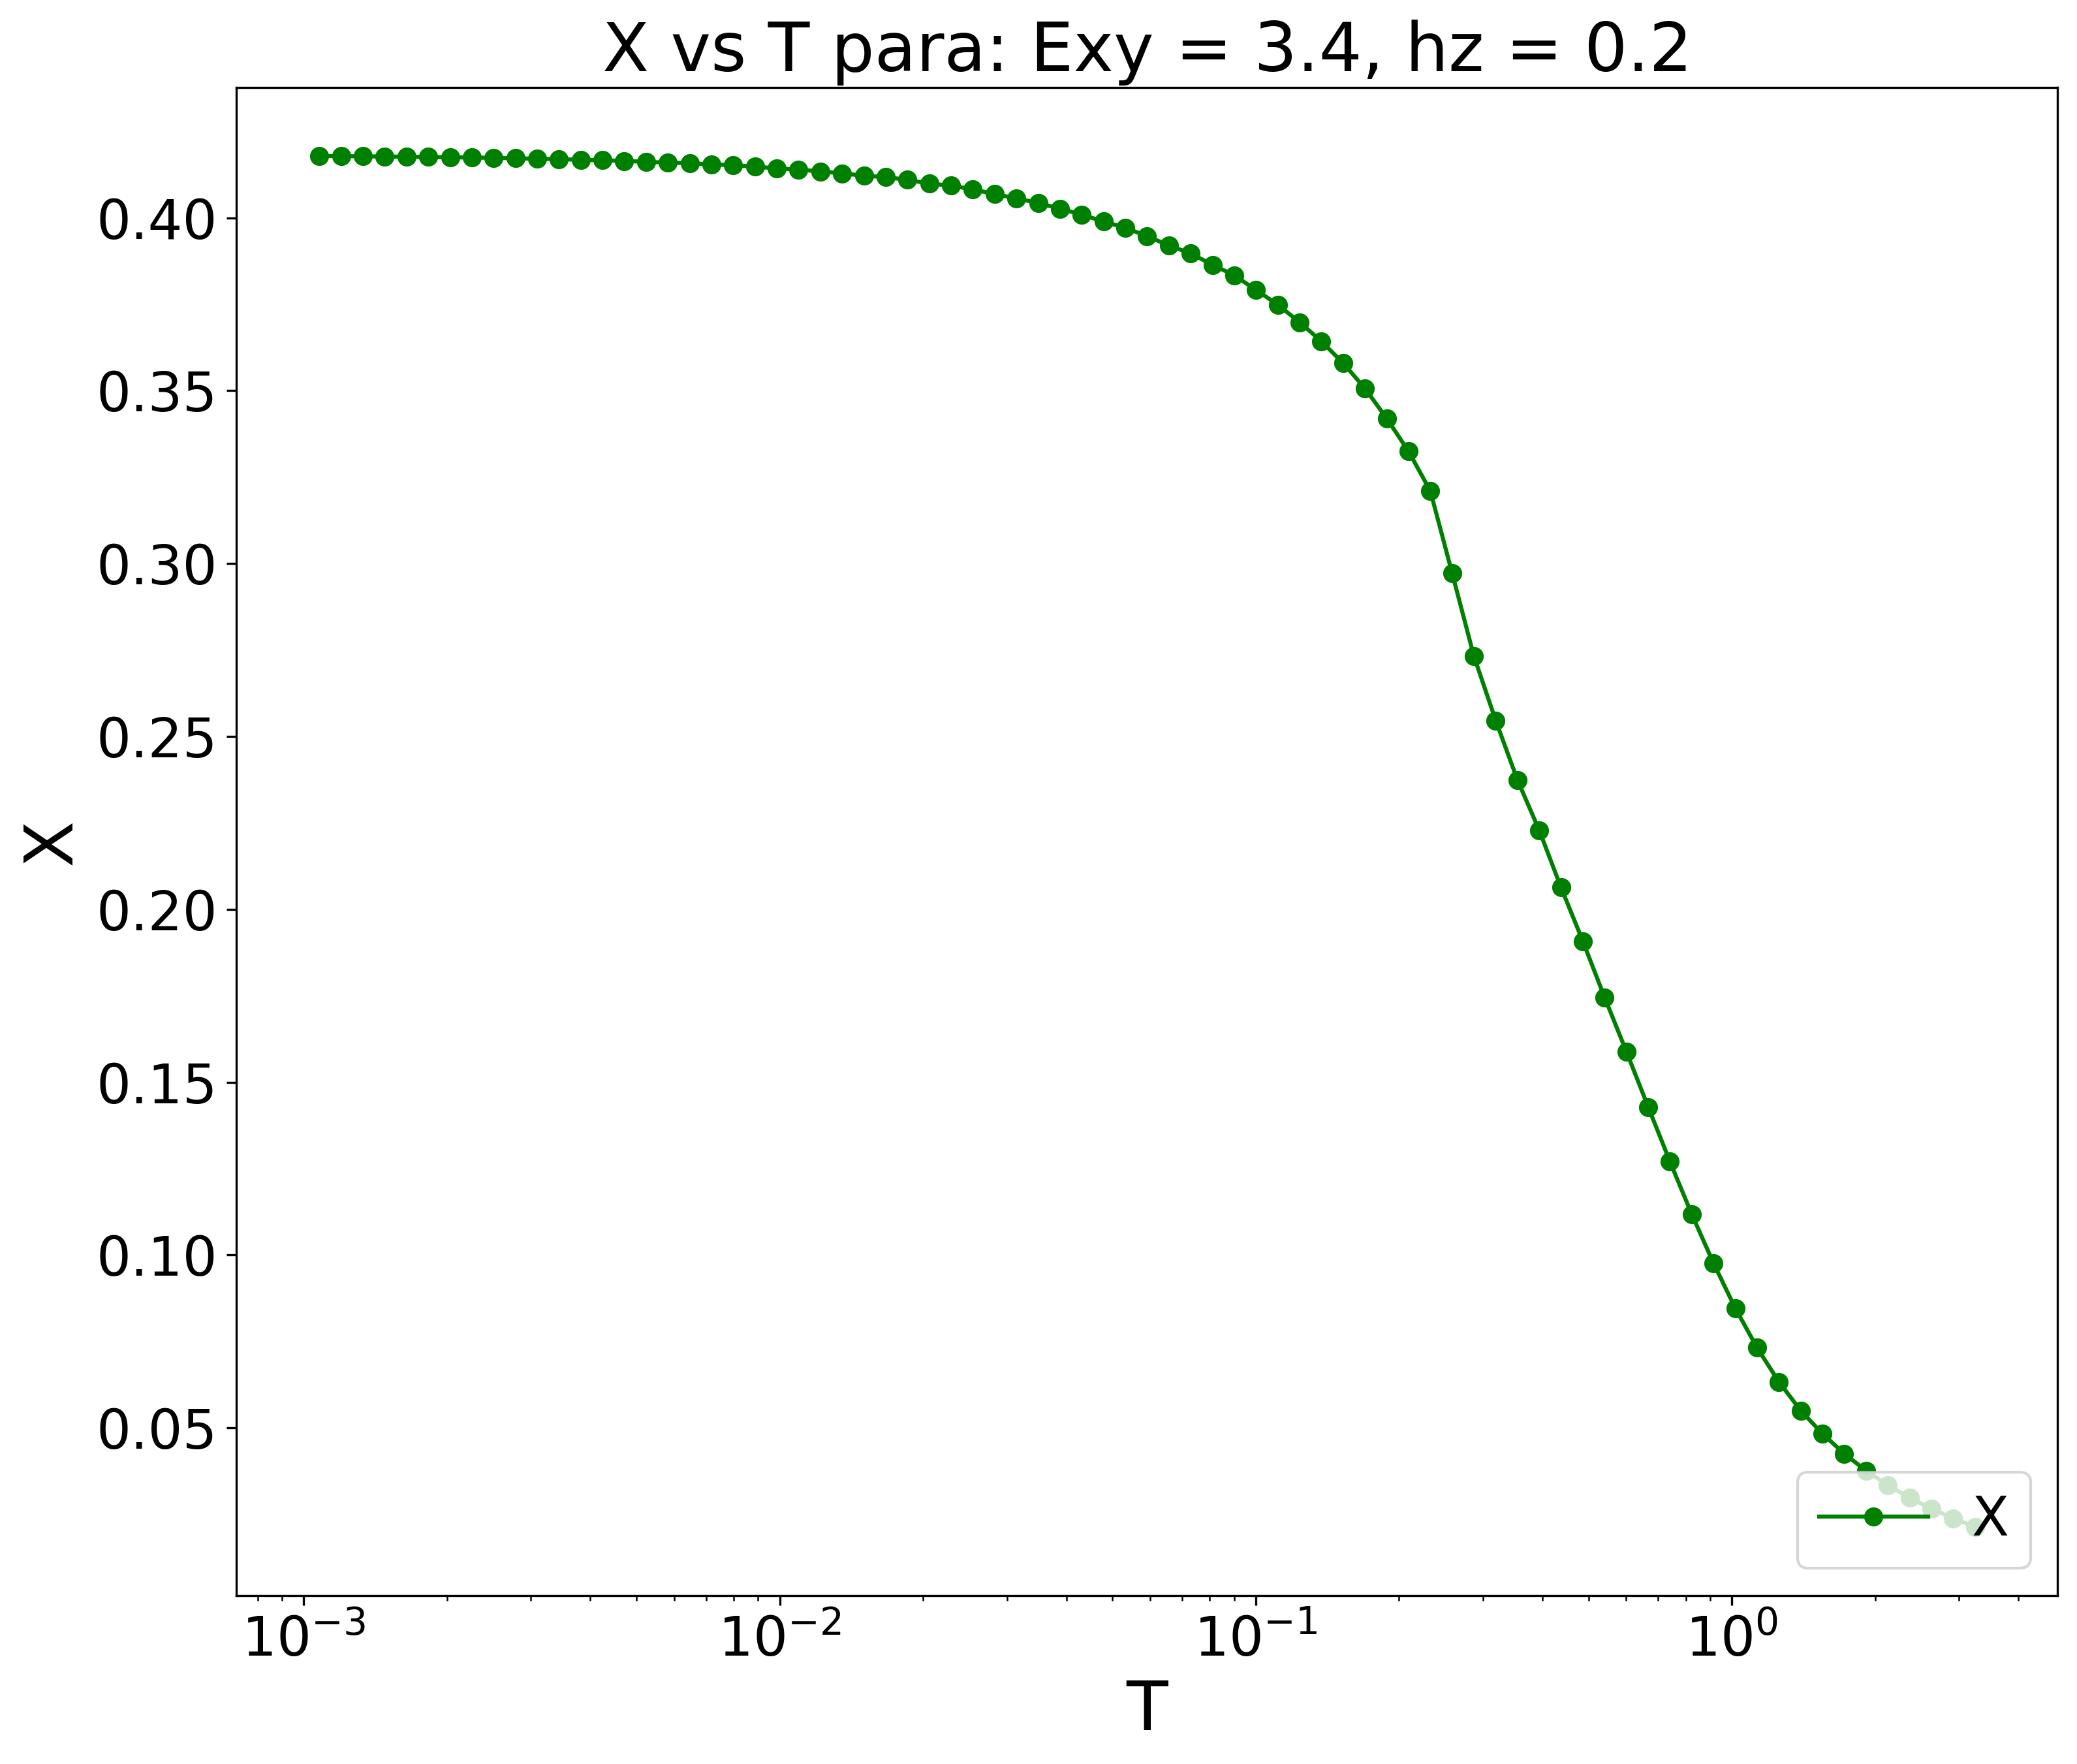 X vs T para: Exy = 3.4, hz = 0.2
X
0.40
0.35
0.30
0.25
0.20
0.15
0.10
0.05
X
10⁻³ 10⁻² 10⁻¹ 10⁰
T